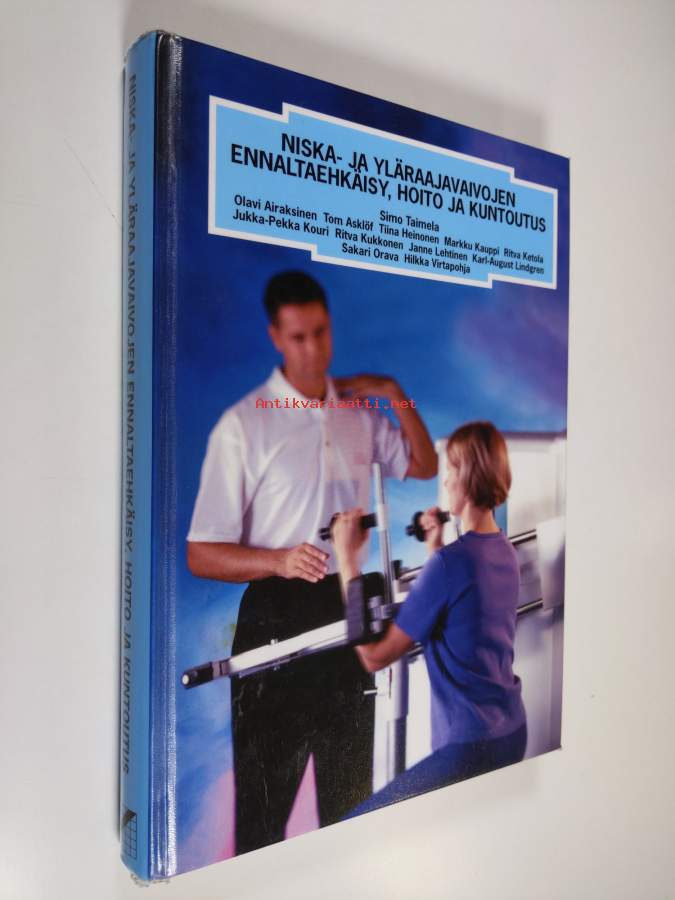 NISKA- JA YLÄRAAJAVAIVOJEN
ENNALTAEHKÄISY, HOITO JA KUNTOUTUS
Simo Taimela
Olavi Airaksinen Tom Asklöf Tiina Heinonen Markku Kauppi Ritva Ketola
Jukka-Pekka Kouri Ritva Kukkonen Janne Lehtinen Karl-August Lindgren
Sakari Orava Hilkka Virtapohja
Antikvariaatti.net
NISKA- JA YLÄRAAJAVAIVOJEN ENNALTAEHKÄISY, HOITO JA KUNTOUTUS